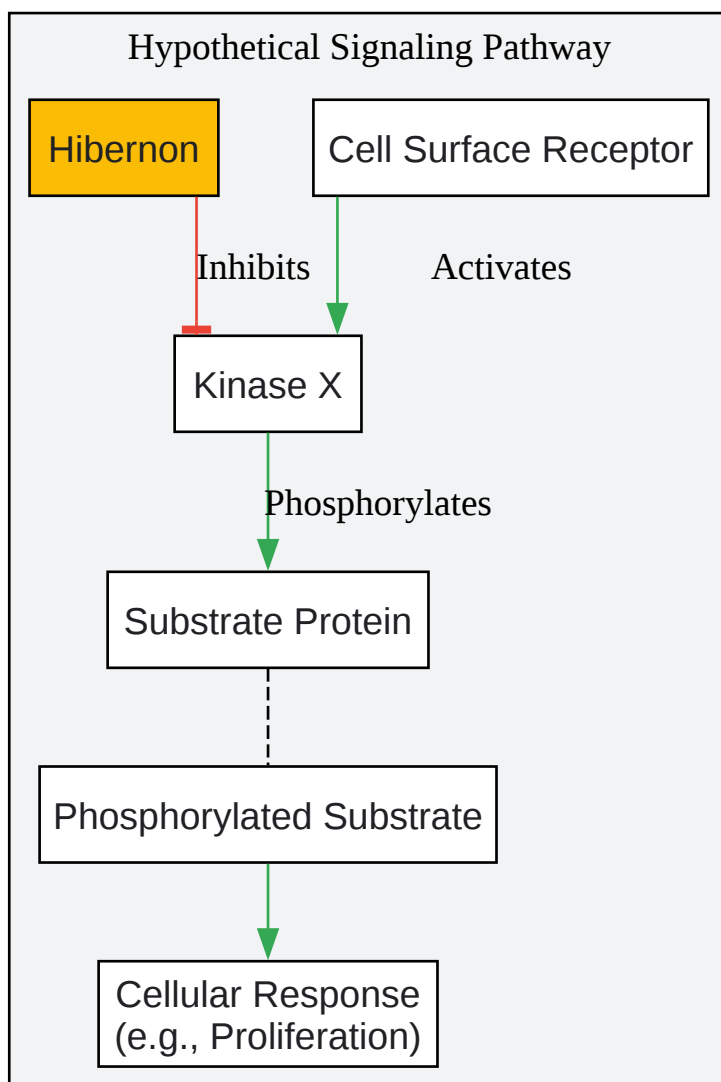 Hypothetical Signaling Pathway
Hibernon
Cell Surface Receptor
Inhibits
Activates
Kinase X
Phosphorylates
Substrate Protein
Phosphorylated Substrate
Cellular Response
(e.g., Proliferation)